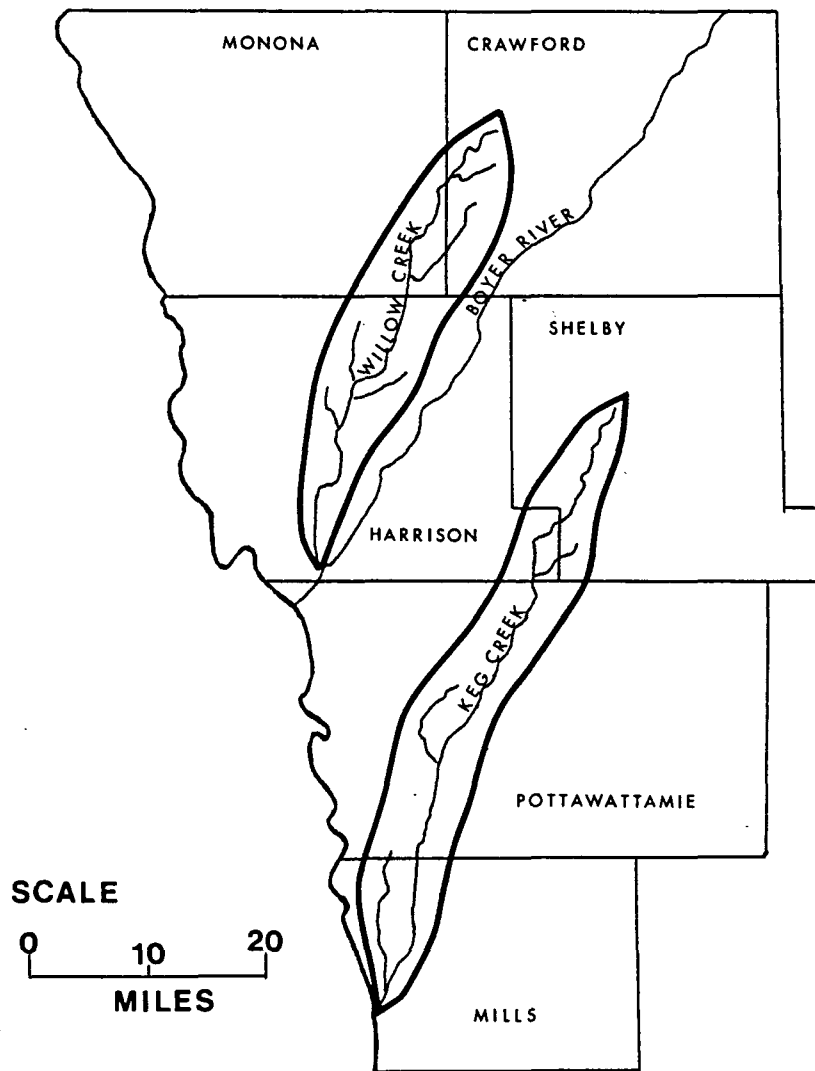 MONONA
CRAWFORD
WILLOW CREEK
BOYER RIVER
SHELBY
HARRISON
KEG CREEK
POTTAWATTAMIE
SCALE
0 10 20
MILES
MILLS